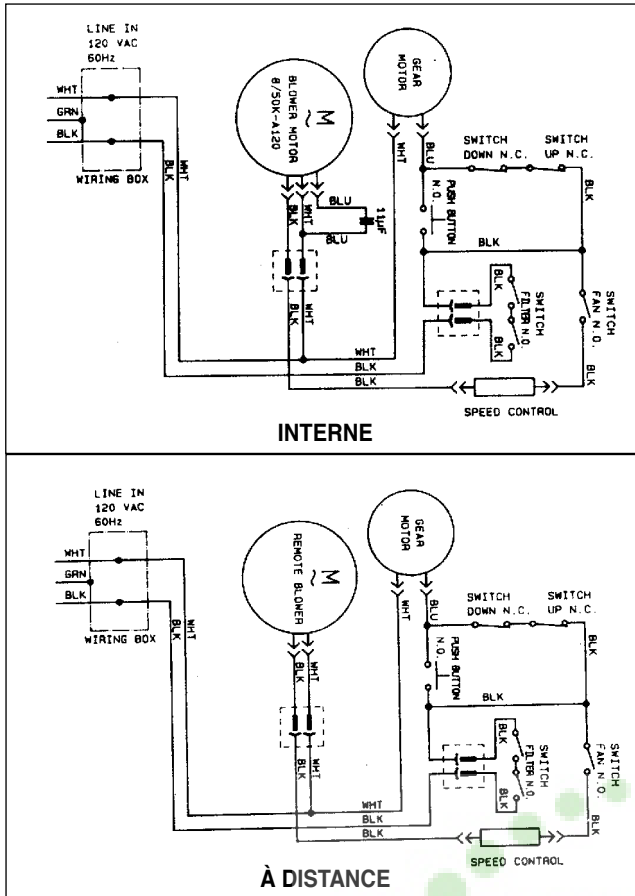 LINE IN
120 VAC
60Hz
WHT
GRN
BLK
WIRING BOX
BLK
WHT
BLOWER MOTOR
8/50K-A120
M
~
BLK
WHT
BLU
BLU
11µF
BLK
WHT
GEAR
MOTOR
WHT
BLU
SWITCH
DOWN N.C.
SWITCH
UP N.C.
BLK
PUSH BUTTON
N.O.
BLK
BLK
BLK
SWITCH
FILTER N.O.
SWITCH
FAN N.O.
BLK
WHT
BLK
BLK
SPEED CONTROL
INTERNE
LINE IN
120 VAC
60Hz
WHT
GRN
BLK
WIRING BOX
BLK
WHT
REMOTE BLOWER
M
~
BLK
WHT
BLK
WHT
GEAR
MOTOR
WHT
BLU
SWITCH
DOWN N.C.
SWITCH
UP N.C.
BLK
PUSH BUTTON
N.O.
BLK
BLK
BLK
SWITCH
FILTER N.O.
SWITCH
FAN N.O.
BLK
WHT
BLK
BLK
SPEED CONTROL
À DISTANCE